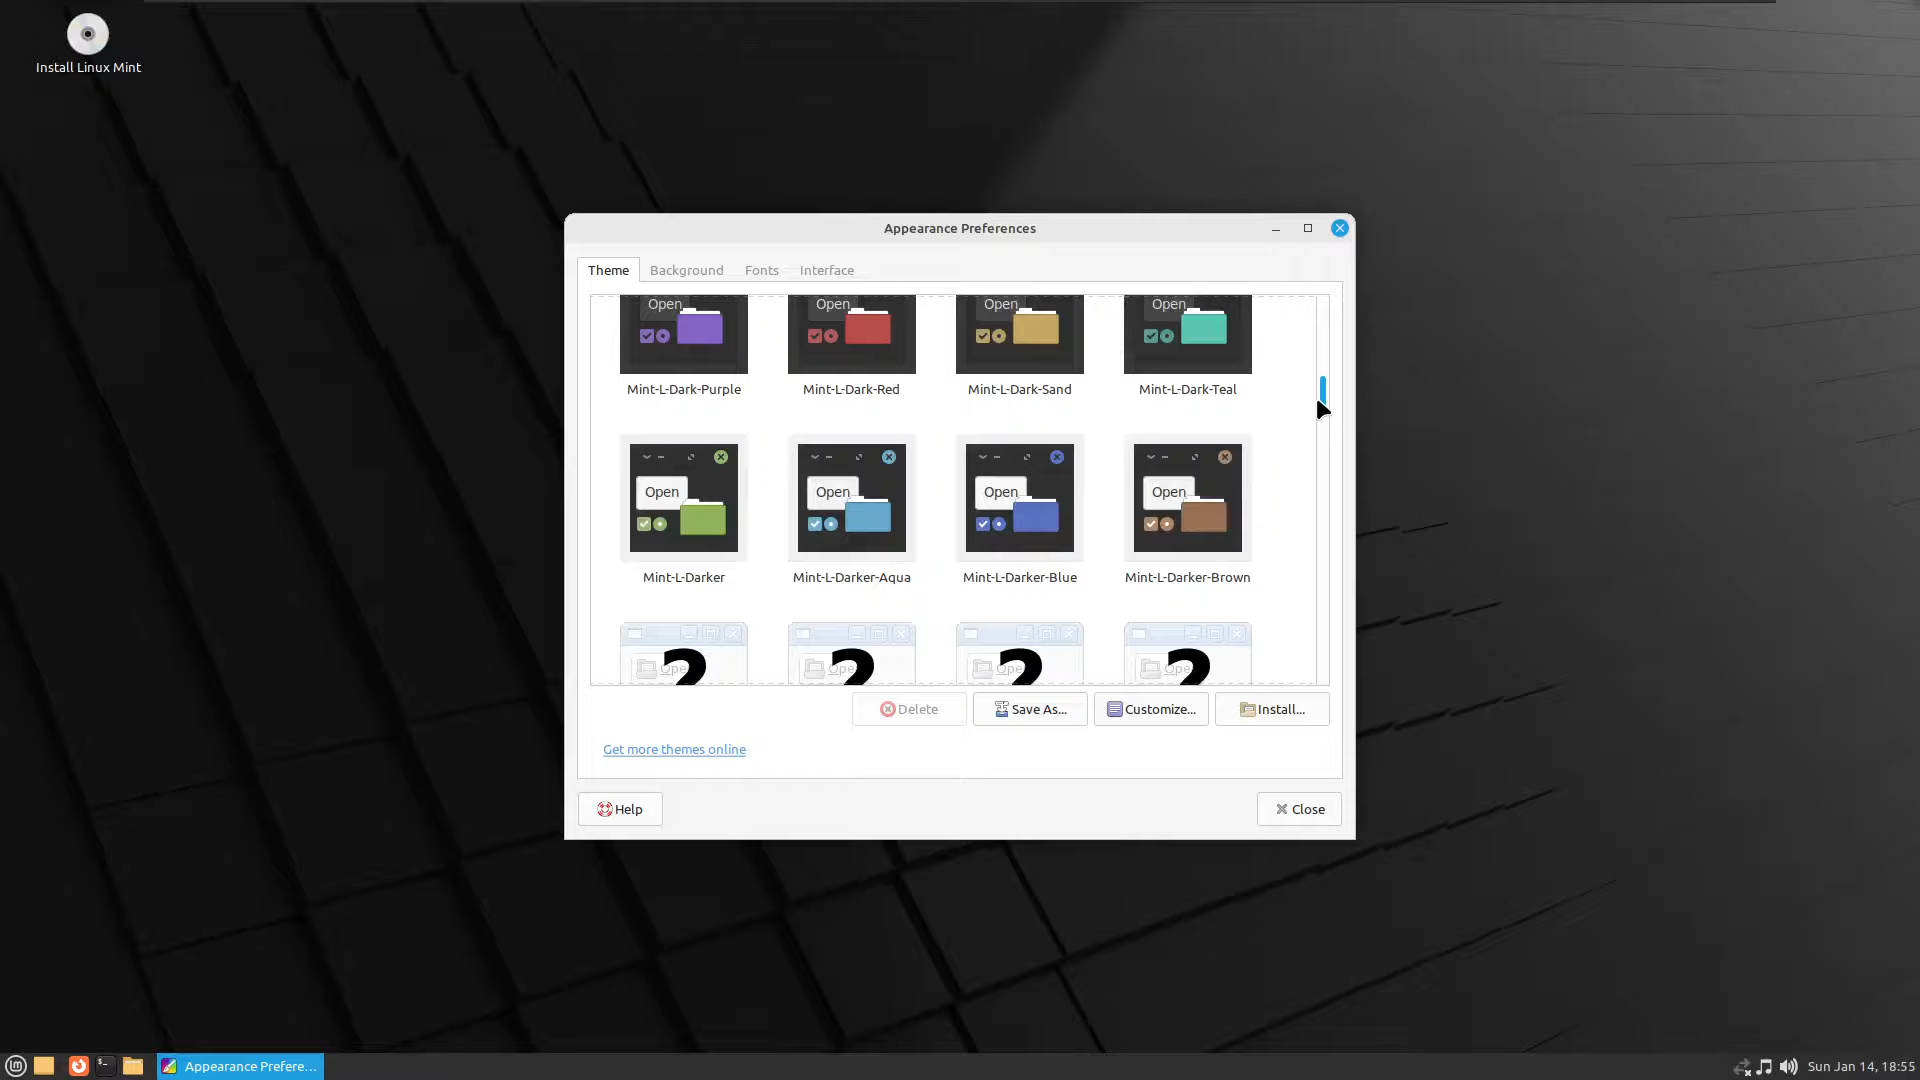 Install Linux Mint
Appearance Preferences
Theme Background Fonts Interface
Open Open Open Open
Mint-L-Dark-Purple Mint-L-Dark-Red Mint-L-Dark-Sand Mint-L-Dark-Teal
Open Open Open Open
Mint-L-Darker Mint-L-Darker-Aqua Mint-L-Darker-Blue Mint-L-Darker-Brown
? ? ? ?
Delete Save As... Customize... Install...
Get more themes online
Help Close
Appearance Prefere... Sun Jan 14, 18:55